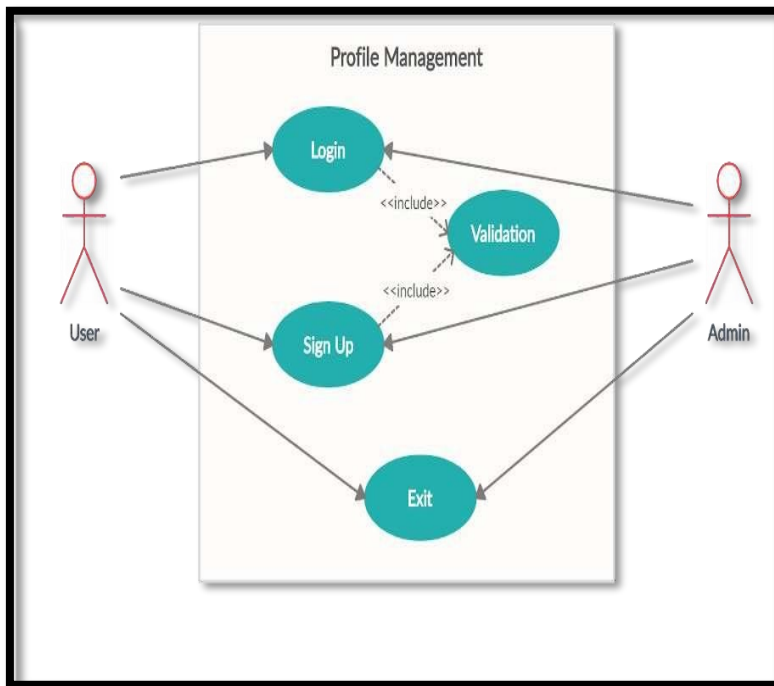 Profile Management
Login
<<include>>
Validation
<<include>>
Sign Up
User
Admin
Exit